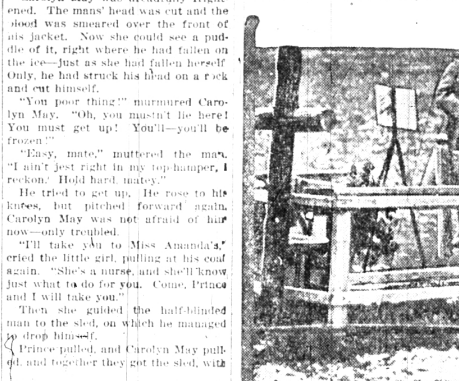 ened. The mans' head was cut and the
blood was smeared over the front of
his jacket. Now she could see a pud-
dle of it, right where he had fallen on
the ice—just as she had fallen herself
Only, he had struck his head on a rock
and cut himself.
"You poor thing!" murmured Caro-
lyn May. "Oh, you mustn't lie here!
You must get up! You'll—you'll be
frozen!"
"Easy, mate," muttered the man.
"I ain't jest right in my top-hamper, I
reckon. Hold hard, matey."
He tried to get up. He rose to his
knees, but pitched forward again.
Carolyn May was not afraid of him
now—only troubled.
"I'll take you to Miss Amanda's,"
cried the little girl, pulling at his coat
again. "She's a nurse, and she'll know
just what to do for you. Come, Prince
and I will take you."
Then she guided the half-blinded
man to the sled, on which he managed
to drop himself.
Prince pulled, and Carolyn May pull-
ed, and together they got the sled, with